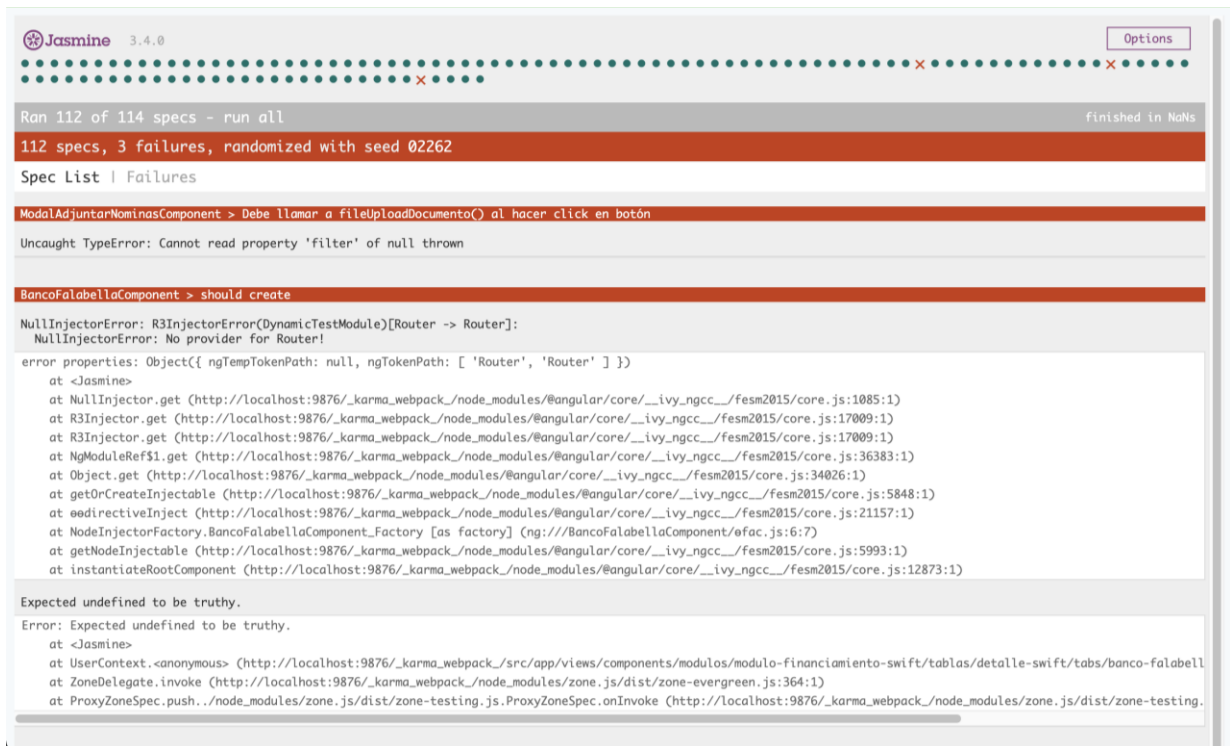 Jasmine 3.4.0 Options
Ran 112 of 114 specs - run all finished in NaNs
112 specs, 3 failures, randomized with seed 02262
Spec List | Failures
ModalAdjuntarNominasComponent > Debe llamar a fileUploadDocumento() al hacer click en botón
Uncaught TypeError: Cannot read property 'filter' of null thrown
BancoFalabellaComponent > should create
NullInjectorError: R3InjectorError(DynamicTestModule)[Router -> Router]:
NullInjectorError: No provider for Router!
error properties: Object({ ngTempTokenPath: null, ngTokenPath: [ 'Router', 'Router' ] })
at <Jasmine>
at NullInjector.get (http://localhost:9876/_karma_webpack_/node_modules/@angular/core/__ivy_ngcc__/fesm2015/core.js:1085:1)
at R3Injector.get (http://localhost:9876/_karma_webpack_/node_modules/@angular/core/__ivy_ngcc__/fesm2015/core.js:17009:1)
at R3Injector.get (http://localhost:9876/_karma_webpack_/node_modules/@angular/core/__ivy_ngcc__/fesm2015/core.js:17009:1)
at NgModuleRef$1.get (http://localhost:9876/_karma_webpack_/node_modules/@angular/core/__ivy_ngcc__/fesm2015/core.js:36383:1)
at Object.get (http://localhost:9876/_karma_webpack_/node_modules/@angular/core/__ivy_ngcc__/fesm2015/core.js:34026:1)
at getOrCreateInjectable (http://localhost:9876/_karma_webpack_/node_modules/@angular/core/__ivy_ngcc__/fesm2015/core.js:5848:1)
at ɵɵdirectiveInject (http://localhost:9876/_karma_webpack_/node_modules/@angular/core/__ivy_ngcc__/fesm2015/core.js:21157:1)
at NodeInjectorFactory.BancoFalabellaComponent_Factory [as factory] (ng:///BancoFalabellaComponent/ɵfac.js:6:7)
at getNodeInjectable (http://localhost:9876/_karma_webpack_/node_modules/@angular/core/__ivy_ngcc__/fesm2015/core.js:5993:1)
at instantiateRootComponent (http://localhost:9876/_karma_webpack_/node_modules/@angular/core/__ivy_ngcc__/fesm2015/core.js:12873:1)
Expected undefined to be truthy.
Error: Expected undefined to be truthy.
at <Jasmine>
at UserContext.<anonymous> (http://localhost:9876/_karma_webpack_/src/app/views/components/modulos/modulo-financiamiento-swift/tablas/detalle-swift/tabs/banco-falabell
at ZoneDelegate.invoke (http://localhost:9876/_karma_webpack_/node_modules/zone.js/dist/zone-evergreen.js:364:1)
at ProxyZoneSpec.push../node_modules/zone.js/dist/zone-testing.js.ProxyZoneSpec.onInvoke (http://localhost:9876/_karma_webpack_/node_modules/zone.js/dist/zone-testing.